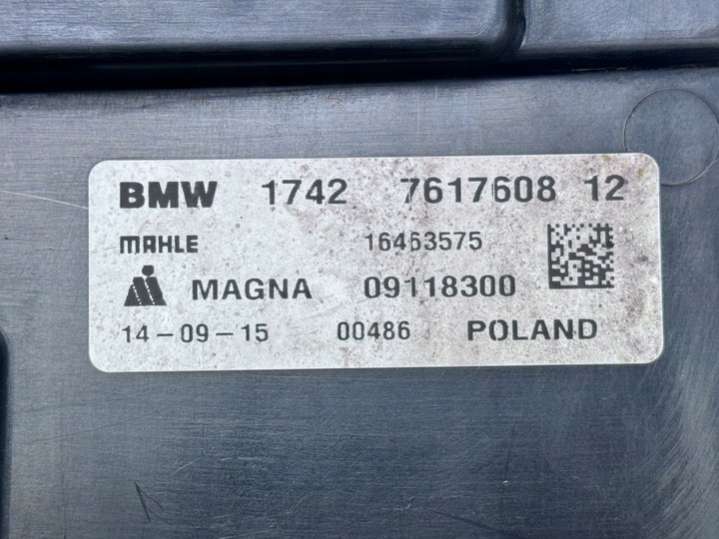 BMW 1742 7617608 12
MAHLE 16463575
MAGNA 09118300
14-09-15 00486 POLAND